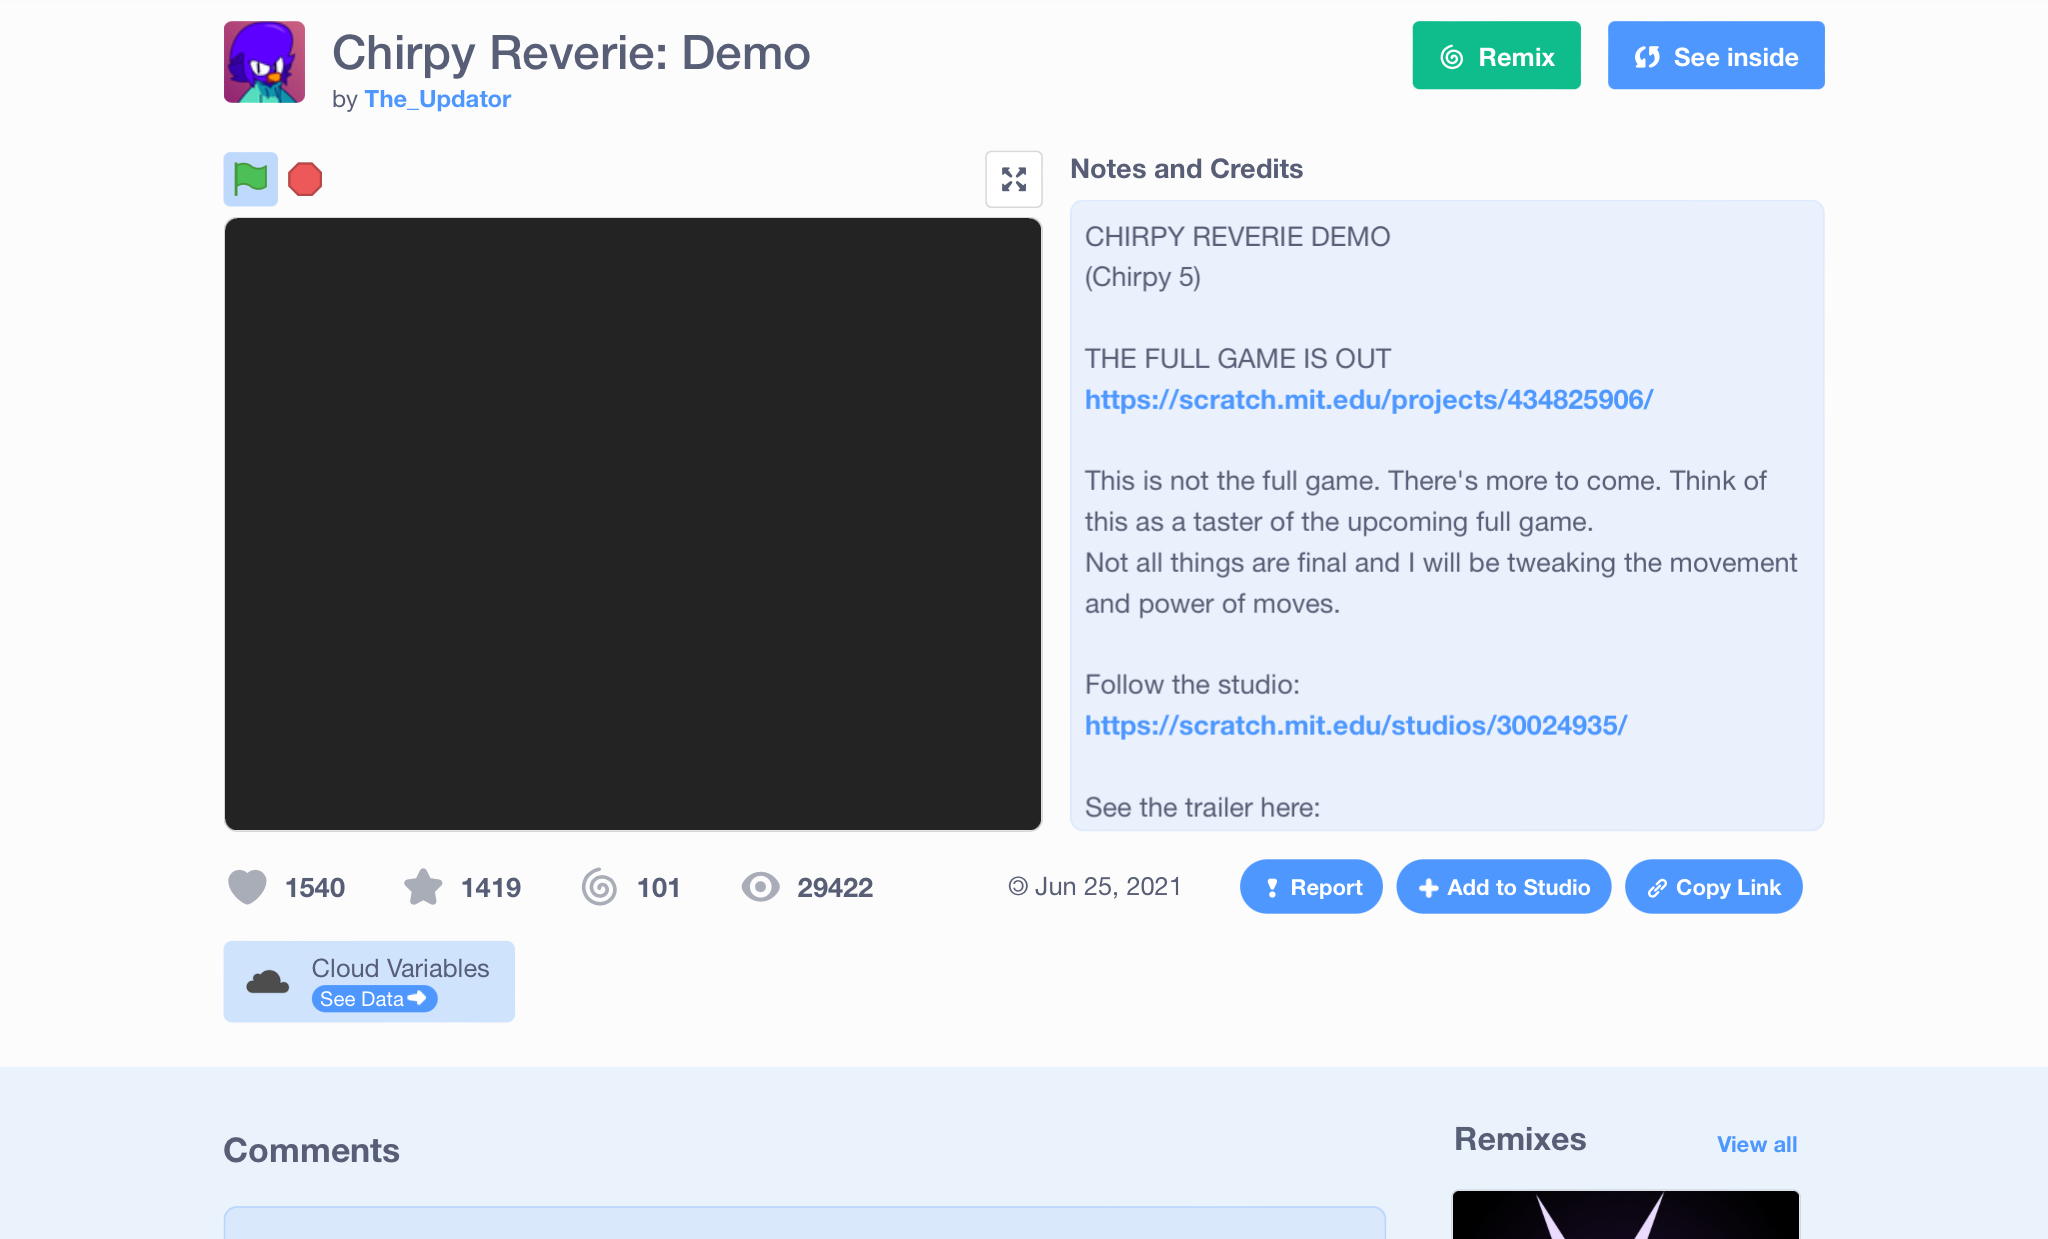 Chirpy Reverie: Demo
by The_Updator
Remix
See inside
Notes and Credits
CHIRPY REVERIE DEMO
(Chirpy 5)
THE FULL GAME IS OUT
https://scratch.mit.edu/projects/434825906/
This is not the full game. There's more to come. Think of
this as a taster of the upcoming full game.
Not all things are final and I will be tweaking the movement
and power of moves.
Follow the studio:
https://scratch.mit.edu/studios/30024935/
See the trailer here:
1540
1419
101
29422
Jun 25, 2021
Report
Add to Studio
Copy Link
Cloud Variables
See Data
Comments
Remixes
View all